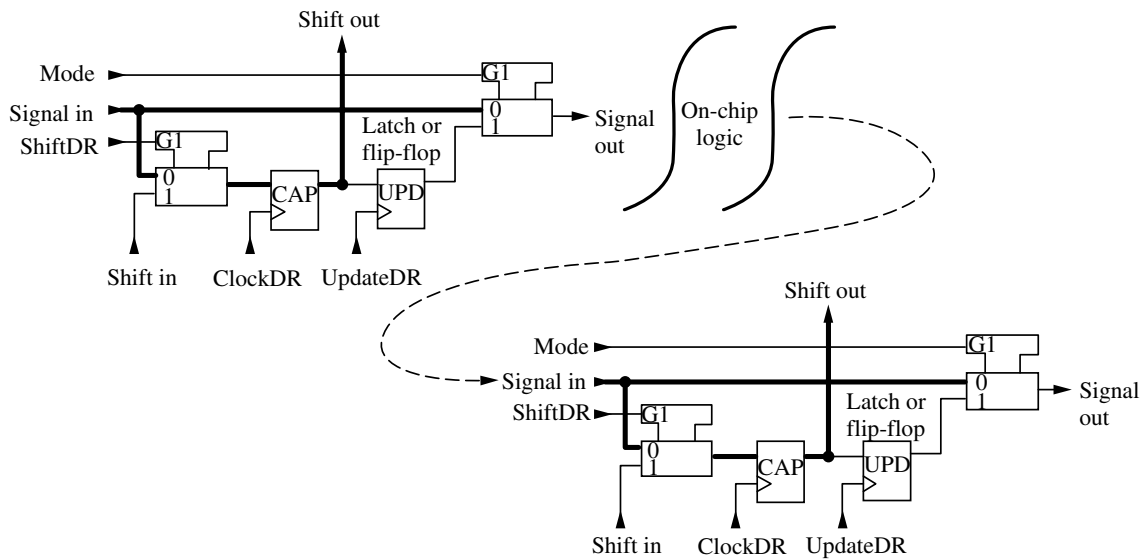 Shift out
Mode
G1
Signal in
0
1
Signal
out
Latch or
flip-flop
ShiftDR
G1
0
1
CAP
UPD
Shift in
ClockDR
UpdateDR
On-chip
logic
Shift out
Mode
G1
Signal in
0
1
Signal
out
Latch or
flip-flop
ShiftDR
G1
0
1
CAP
UPD
Shift in
ClockDR
UpdateDR